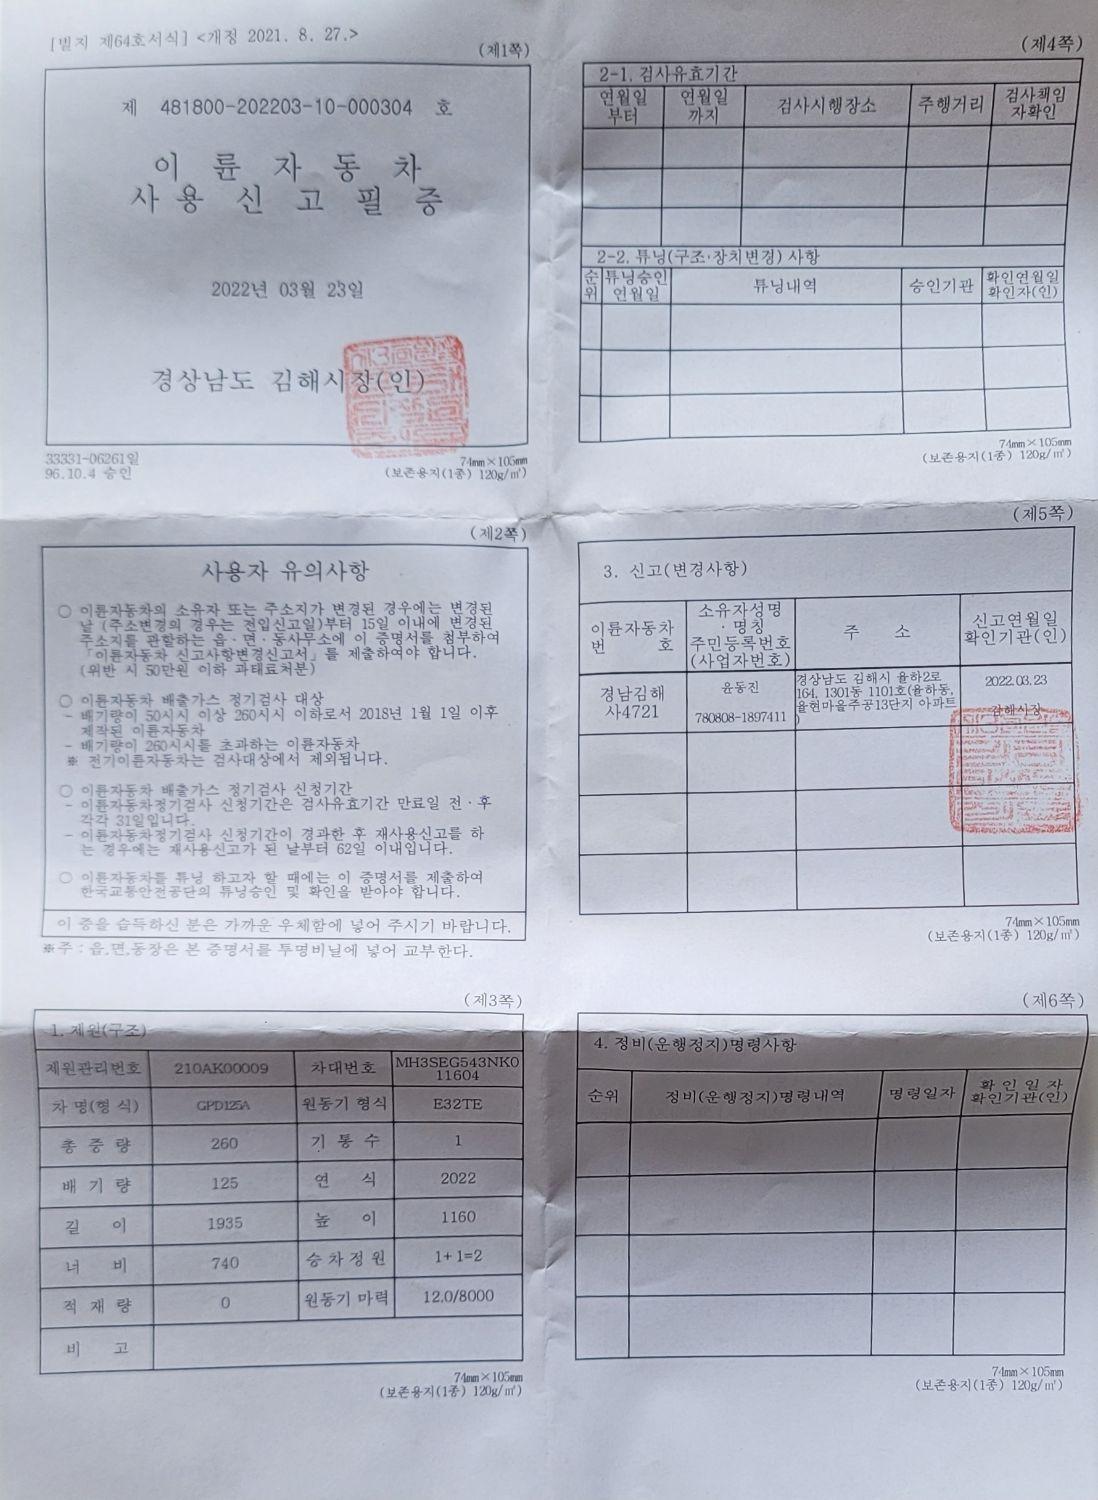 [별지 제64호서식] <개정 2021. 8. 27.>
(제1쪽)
제 481800-202203-10-000304 호
이 륜 자 동 차
사 용 신 고 필 증
2022년 03월 23일
경상남도 김해시장(인)
33331-06261일
96.10.4 승인
74㎜×105㎜
(보존용지(1종) 120g/㎡)
(제2쪽)
사용자 유의사항
○ 이륜자동차의 소유자 또는 주소지가 변경된 경우에는 변경된
날 (주소변경의 경우는 전입신고일)부터 15일 이내에 변경된
주소지를 관할하는 읍·면·동사무소에 이 증명서를 첨부하여
「이륜자동차 신고사항변경신고서」를 제출하여야 합니다.
(위반 시 50만원 이하 과태료처분)
○ 이륜자동차 배출가스 정기검사 대상
- 배기량이 50시시 이상 260시시 이하로서 2018년 1월 1일 이후
제작된 이륜자동차
- 배기량이 260시시를 초과하는 이륜자동차
※ 전기이륜자동차는 검사대상에서 제외됩니다.
○ 이륜자동차 배출가스 정기검사 신청기간
- 이륜자동차정기검사 신청기간은 검사유효기간 만료일 전·후
각각 31일입니다.
- 이륜자동차정기검사 신청기간이 경과한 후 재사용신고를 하
는 경우에는 재사용신고가 된 날부터 62일 이내입니다.
○ 이륜자동차를 튜닝 하고자 할 때에는 이 증명서를 제출하여
한국교통안전공단의 튜닝승인 및 확인을 받아야 합니다.
이 증을 습득하신 분은 가까운 우체함에 넣어 주시기 바랍니다.
※주 : 읍,면,동장은 본 증명서를 투명비닐에 넣어 교부한다.
(제3쪽)
1. 제원(구조)
제원관리번호 210AK00009 차대번호 MH3SEG543NK0
11604
차 명(형 식) GPD125A 원동기 형식 E32TE
총 중 량 260 기 통 수 1
배 기 량 125 연 식 2022
길 이 1935 높 이 1160
너 비 740 승 차 정 원 1+1=2
적 재 량 0 원동기 마력 12.0/8000
비 고
74㎜×105㎜
(보존용지(1종) 120g/㎡)
(제4쪽)
2-1. 검사유효기간
연월일 연월일 검사시행장소 주행거리 검사책임
부터 까지 자확인
2-2. 튜닝(구조·장치변경) 사항
순 튜닝승인 튜닝내역 승인기관 확인연월일
위 연월일 확인자(인)
74㎜×105㎜
(보존용지(1종) 120g/㎡)
(제5쪽)
3. 신고(변경사항)
이륜자동차
번 호
소유자성명
· 명칭
주민등록번호
(사업자번호)
주 소
신고연월일
확인기관(인)
경남김해
사4721
윤동진
780808-1897411
경상남도 김해시 율하2로
164, 1301동 1101호(율하동,
율현마을주공13단지 아파트
)
2022.03.23
김해시장
74㎜×105㎜
(보존용지(1종) 120g/㎡)
(제6쪽)
4. 정비(운행정지)명령사항
순위 정비(운행정지)명령내역 명령일자 확 인 일 자
확인기관(인)
74㎜×105㎜
(보존용지(1종) 120g/㎡)